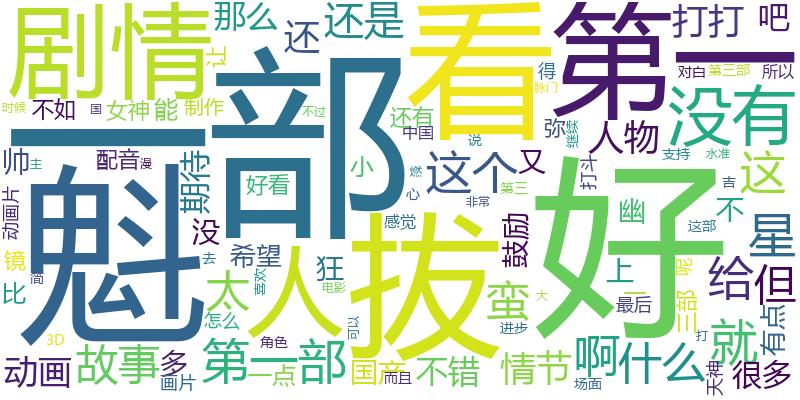 剧情
那么
还
还是
让
看
第一
打打
吧
一部
得
对白
第三部
所以
时候
不如
国
女神
能
制作
不过
还有
中国
弥
继续
说
人物
没有
帅
主
配音
漫
期待
好看
小
燃
心
这个
又
打斗
支持
水准
这
动画片
魁
拔
好
第三
非常
吉
幽
不
星
没
感觉
鼓励
这部
镜
简
去
希望
狂
人
上
给
但
比
喜欢
电影
太
蛮
一
最后
三部
呢
怎么
可以
大
进步
就
有点
3D
角色
打
动画
故事
多
画片
第一部
一点
国产
而且
不错
情节
啊
什么
场面
天神
很多
脉门